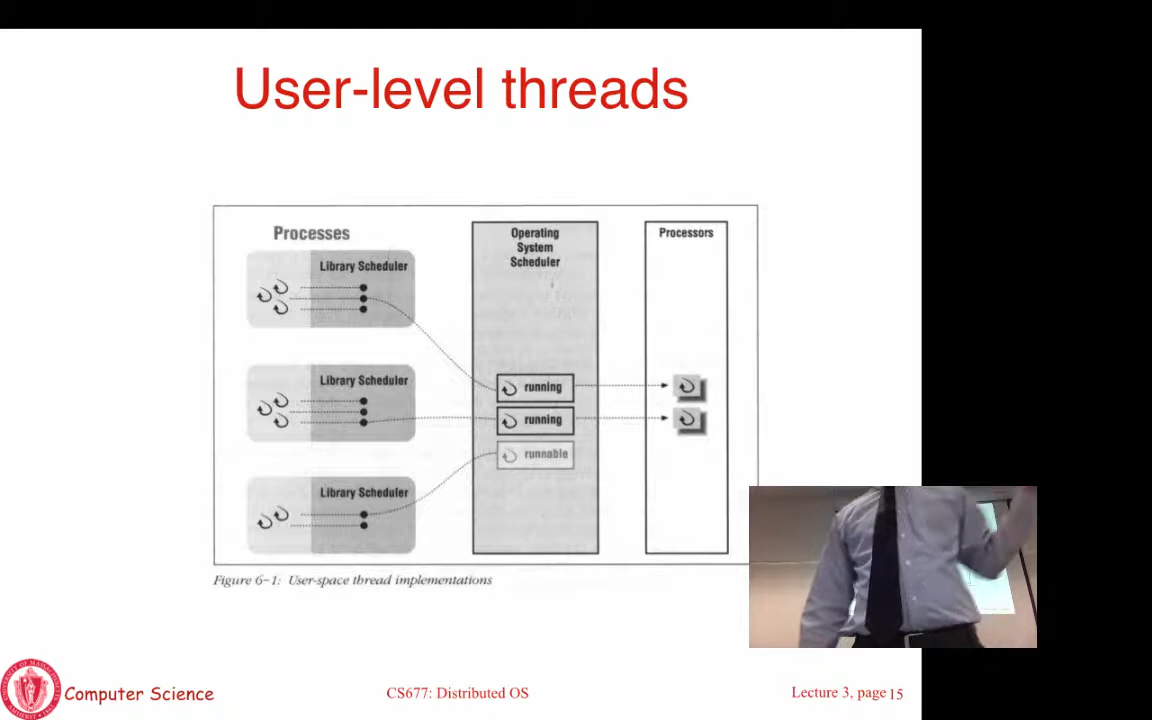 User-level threads
Processes
Library Scheduler
Library Scheduler
Library Scheduler
Operating
System
Scheduler
running
running
runnable
Processors
Figure 6-1: User-space thread implementations
Computer Science
CS677: Distributed OS
Lecture 3, page 15